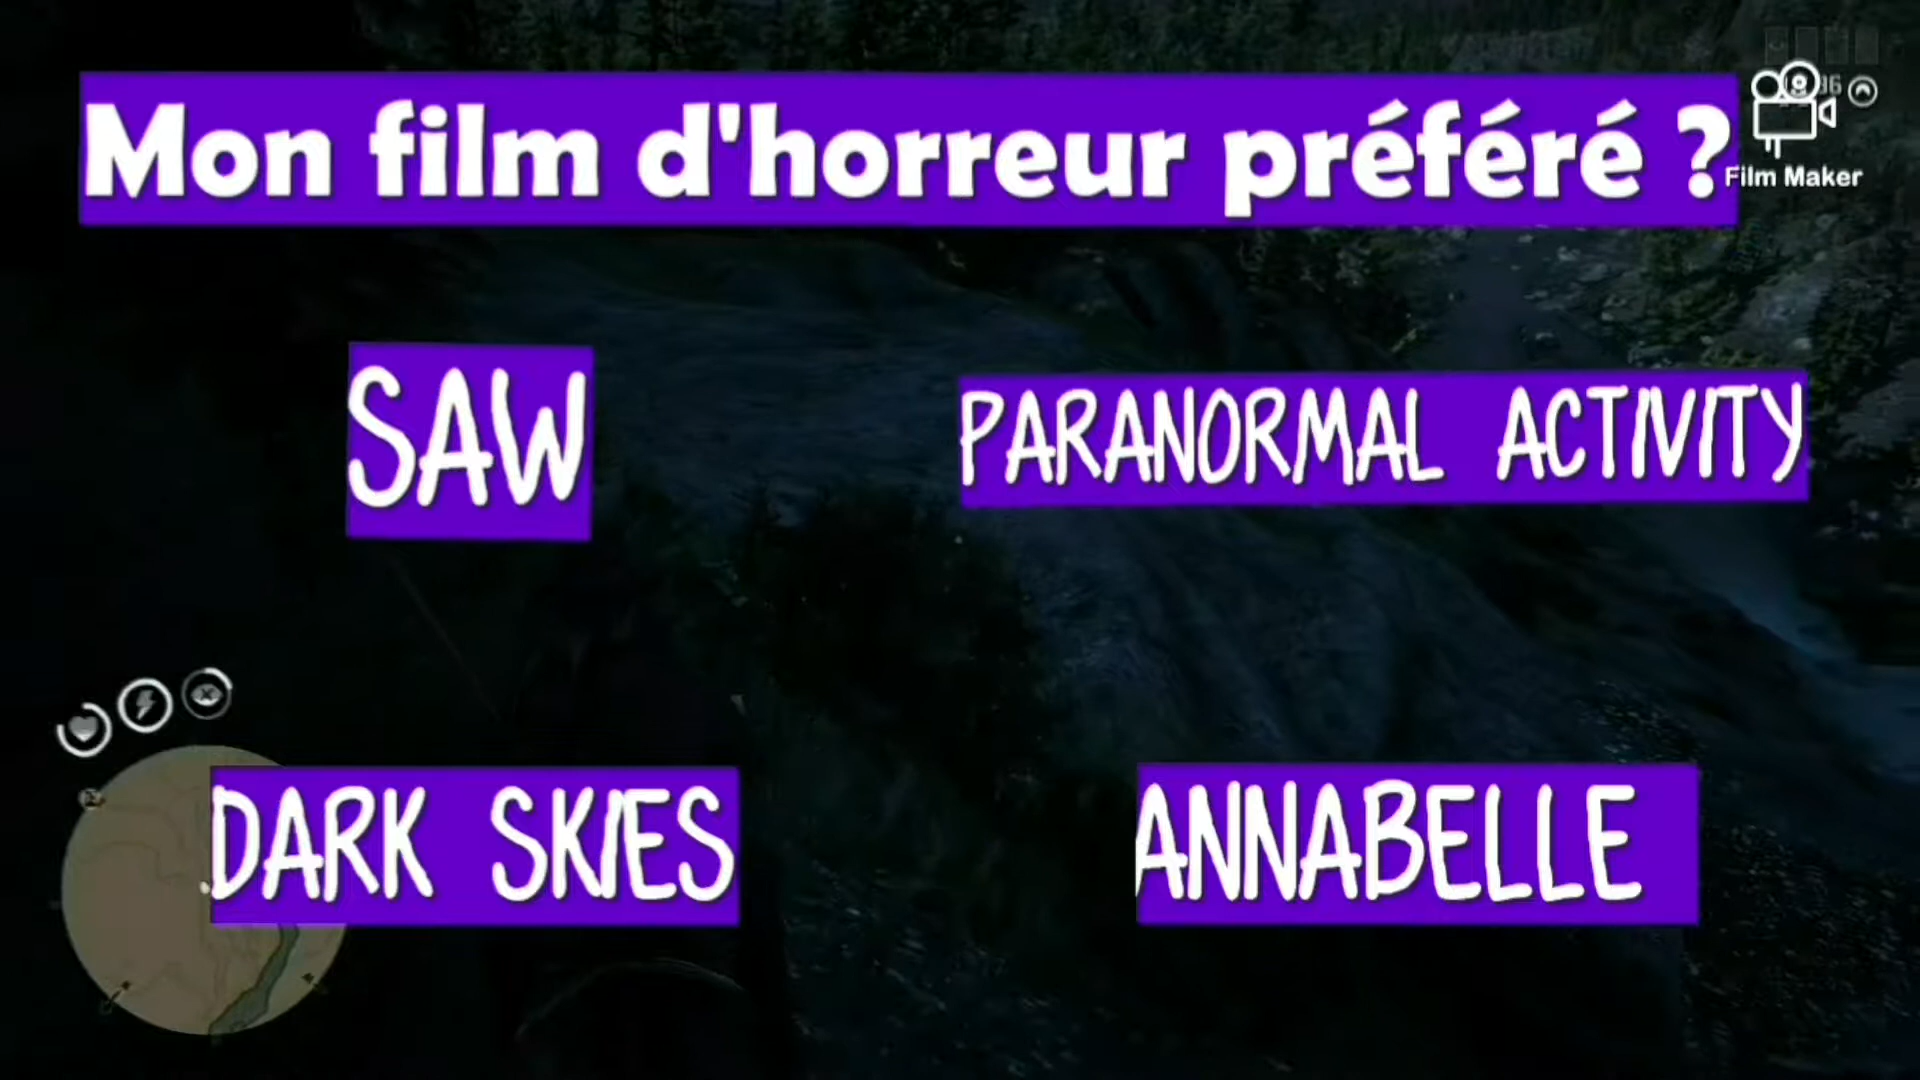 Mon film d'horreur préféré ?
Film Maker
SAW
PARANORMAL ACTIVITY
DARK SKIES
ANNABELLE